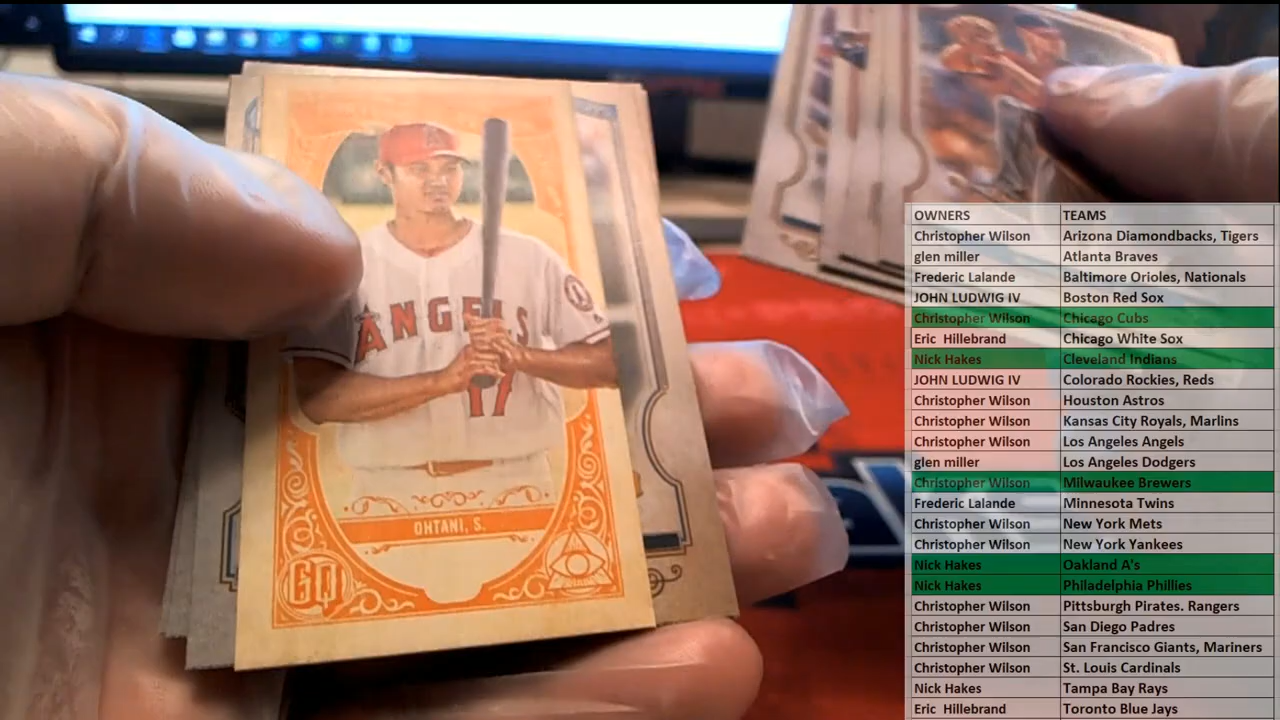 ANGELS
17
OHTANI, S.
GQ
OWNERS TEAMS
Christopher Wilson Arizona Diamondbacks, Tigers
glen miller Atlanta Braves
Frederic Lalande Baltimore Orioles, Nationals
JOHN LUDWIG IV Boston Red Sox
Christopher Wilson Chicago Cubs
Eric Hillebrand Chicago White Sox
Nick Hakes Cleveland Indians
JOHN LUDWIG IV Colorado Rockies, Reds
Christopher Wilson Houston Astros
Christopher Wilson Kansas City Royals, Marlins
Christopher Wilson Los Angeles Angels
glen miller Los Angeles Dodgers
Christopher Wilson Milwaukee Brewers
Frederic Lalande Minnesota Twins
Christopher Wilson New York Mets
Christopher Wilson New York Yankees
Nick Hakes Oakland A's
Nick Hakes Philadelphia Phillies
Christopher Wilson Pittsburgh Pirates. Rangers
Christopher Wilson San Diego Padres
Christopher Wilson San Francisco Giants, Mariners
Christopher Wilson St. Louis Cardinals
Nick Hakes Tampa Bay Rays
Eric Hillebrand Toronto Blue Jays